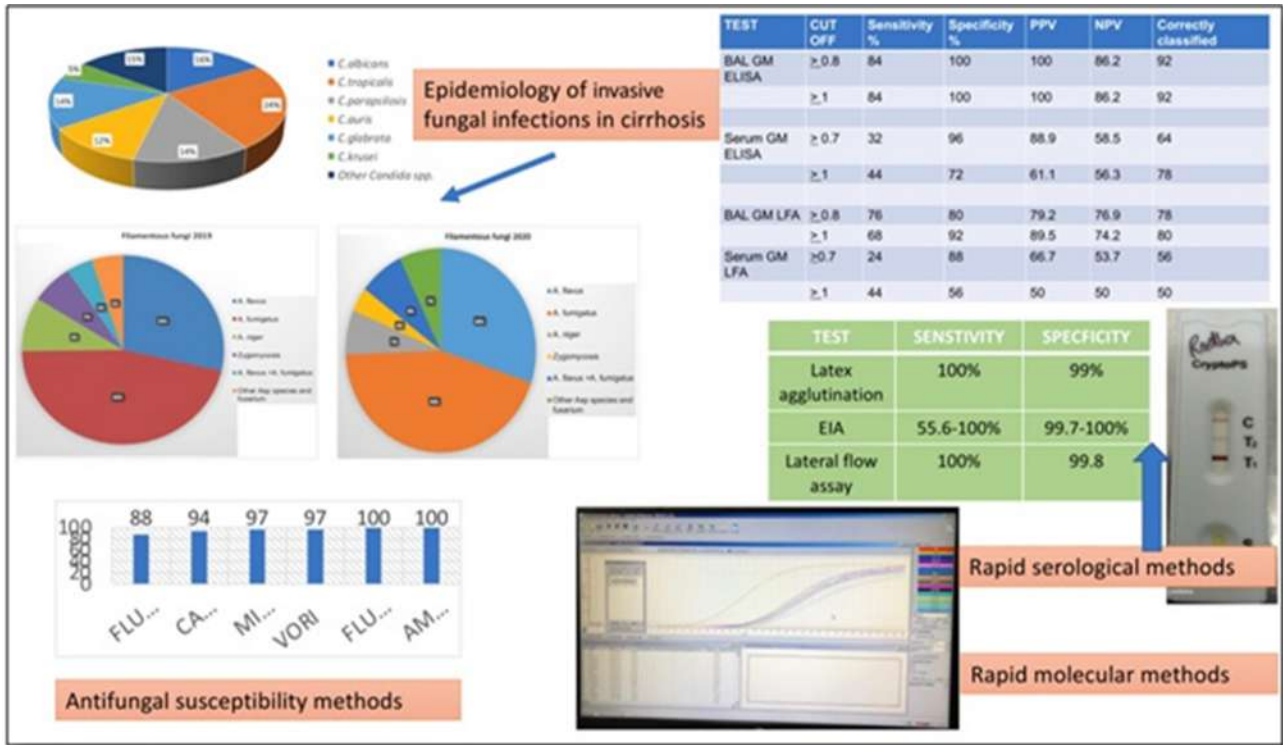 15%
16%
5%
24%
14%
12%
14%
C.albicans
C.tropicalis
C.parapsilosis
C.auris
C.glabrata
C.krusei
Other Candida spp.
Epidemiology of invasive
fungal infections in cirrhosis
TEST CUT OFF Sensitivity % Specificity % PPV NPV Correctly classified
BAL GM ELISA ≥0.8 84 100 100 86.2 92
≥1 84 100 100 86.2 92
Serum GM ELISA ≥ 0.7 32 96 88.9 58.5 64
≥1 44 72 61.1 56.3 78
BAL GM LFA ≥0.8 76 80 79.2 76.9 78
≥1 68 92 89.5 74.2 80
Serum GM LFA ≥0.7 24 88 66.7 53.7 56
≥1 44 56 50 50 50
Filamentous fungi 2019
A. flavus
A. fumigatus
A. niger
Zygomycosis
A. flavus +A. fumigatus
Other Asp species and
fusarium
Filamentous fungi 2020
A. flavus
A. fumigatus
A. niger
Zygomycosis
A. flavus +A. fumigatus
Other Asp species and
fusarium
TEST SENSTIVITY SPECFICITY
Latex agglutination 100% 99%
EIA 55.6-100% 99.7-100%
Lateral flow assay 100% 99.8
CryptoPS
C
T₂
T₁
S
88 94 97 97 100 100
100
80
60
40
20
0
FLU...
CA...
MI...
VORI
FLU...
AM...
Antifungal susceptibility methods
Rapid serological methods
Rapid molecular methods